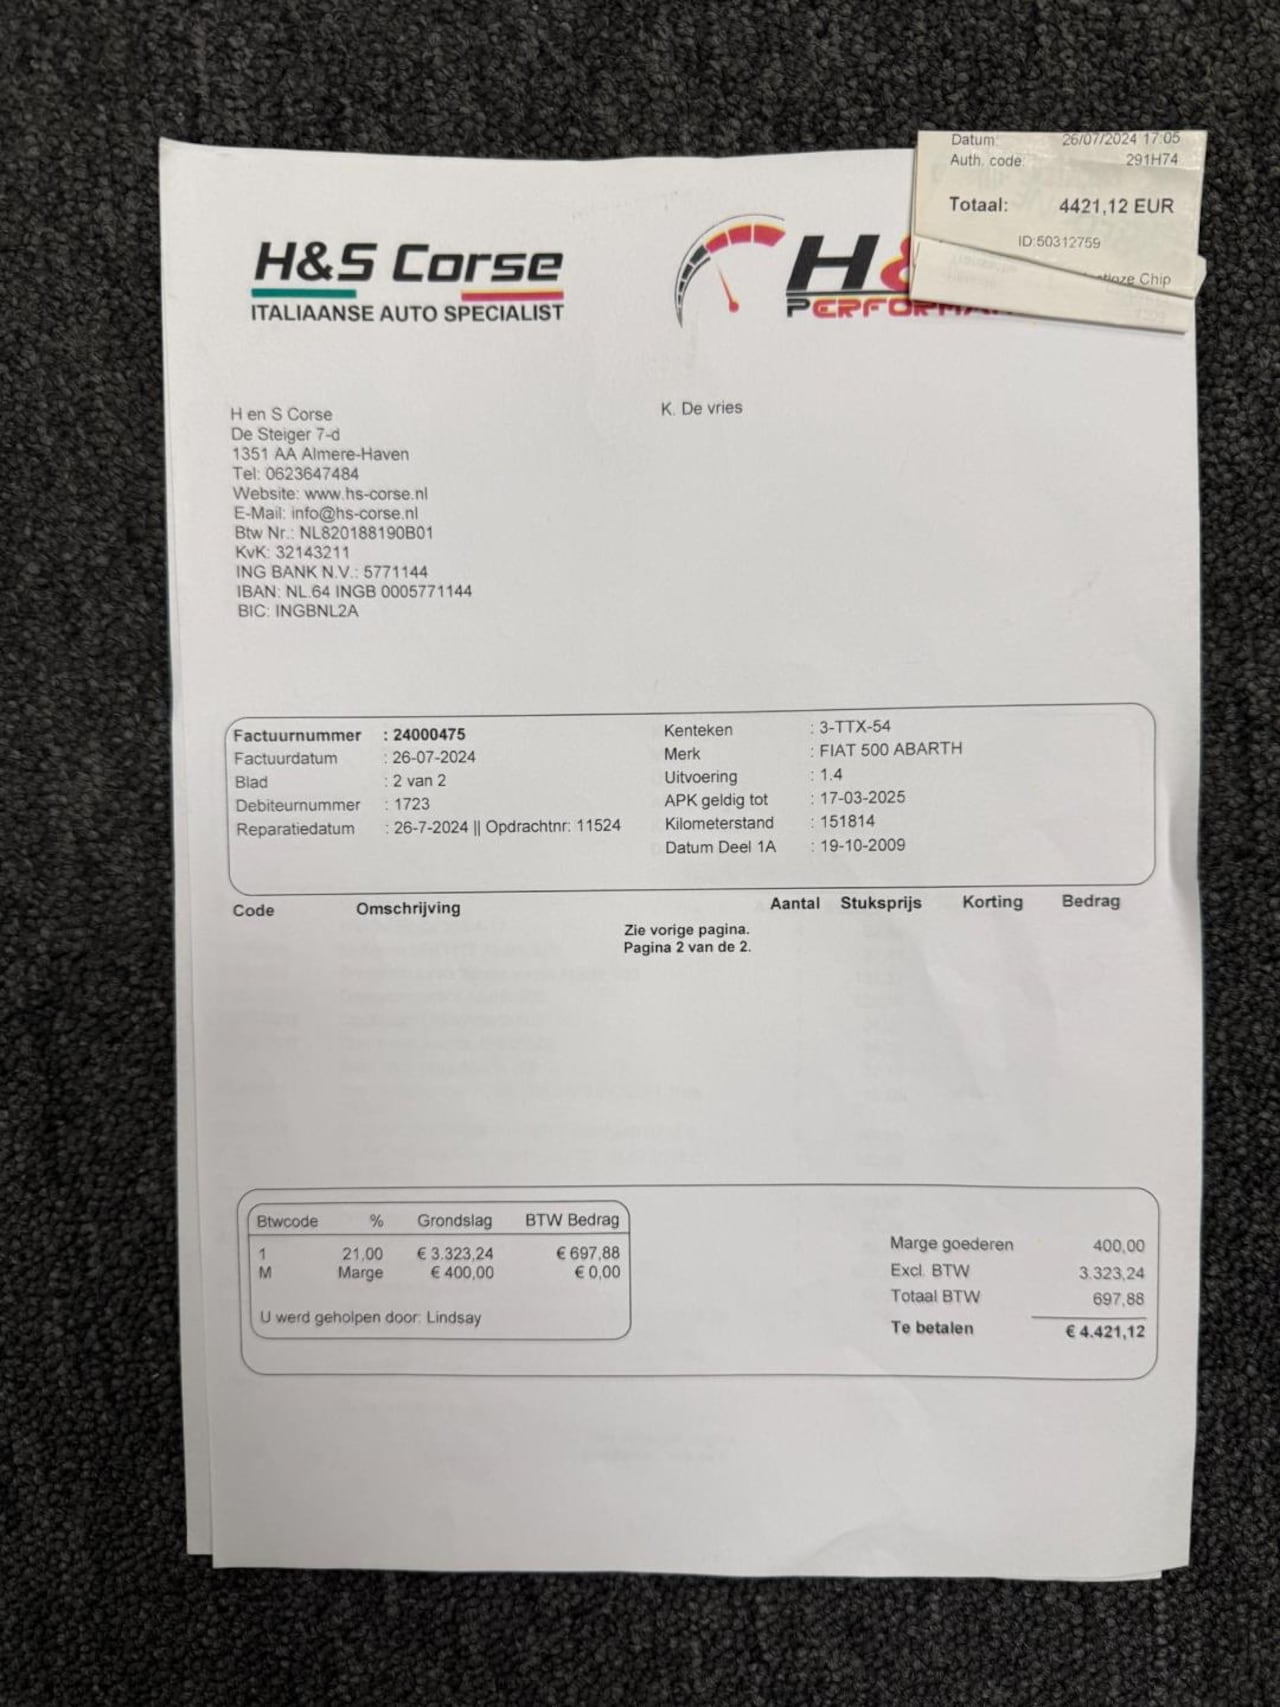 Datum: 26/07/2024 17:05
Auth. code: 291H74
Totaal: 4421,12 EUR
ID:50312759
Chip
H&S Corse
ITALIAANSE AUTO SPECIALIST
H&
H en S Corse
De Steiger 7-d
1351 AA Almere-Haven
Tel: 0623647484
Website: www.hs-corse.nl
E-Mail: info@hs-corse.nl
Btw Nr.: NL820188190B01
KvK: 32143211
ING BANK N.V.: 5771144
IBAN: NL.64 INGB 0005771144
BIC: INGBNL2A
K. De vries
Factuurnummer : 24000475
Factuurdatum : 26-07-2024
Blad : 2 van 2
Debiteurnummer : 1723
Reparatiedatum : 26-7-2024 || Opdrachtnr: 11524
Kenteken : 3-TTX-54
Merk : FIAT 500 ABARTH
Uitvoering : 1.4
APK geldig tot : 17-03-2025
Kilometerstand : 151814
Datum Deel 1A : 19-10-2009
Code Omschrijving Aantal Stuksprijs Korting Bedrag
Zie vorige pagina.
Pagina 2 van de 2.
Btwcode % Grondslag BTW Bedrag
1 21,00 € 3.323,24 € 697,88
M Marge € 400,00 € 0,00
U werd geholpen door: Lindsay
Marge goederen 400,00
Excl. BTW 3.323,24
Totaal BTW 697,88
Te betalen € 4.421,12